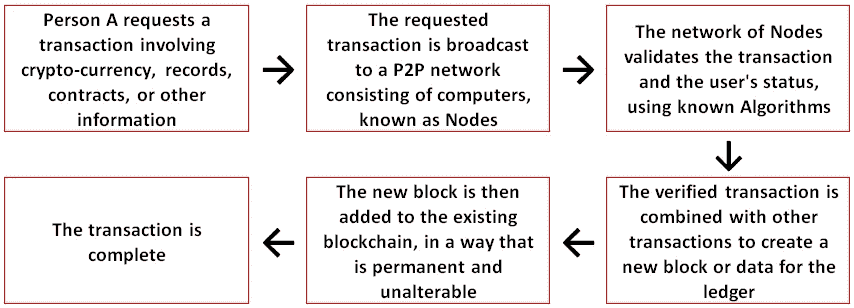 Person A requests a
transaction involving
crypto-currency, records,
contracts, or other
information
The requested
transaction is broadcast
to a P2P network
consisting of computers,
known as Nodes
The network of Nodes
validates the transaction
and the user's status,
using known Algorithms
The verified transaction is
combined with other
transactions to create a
new block or data for the
ledger
The new block is then
added to the existing
blockchain, in a way that
is permanent and
unalterable
The transaction is
complete